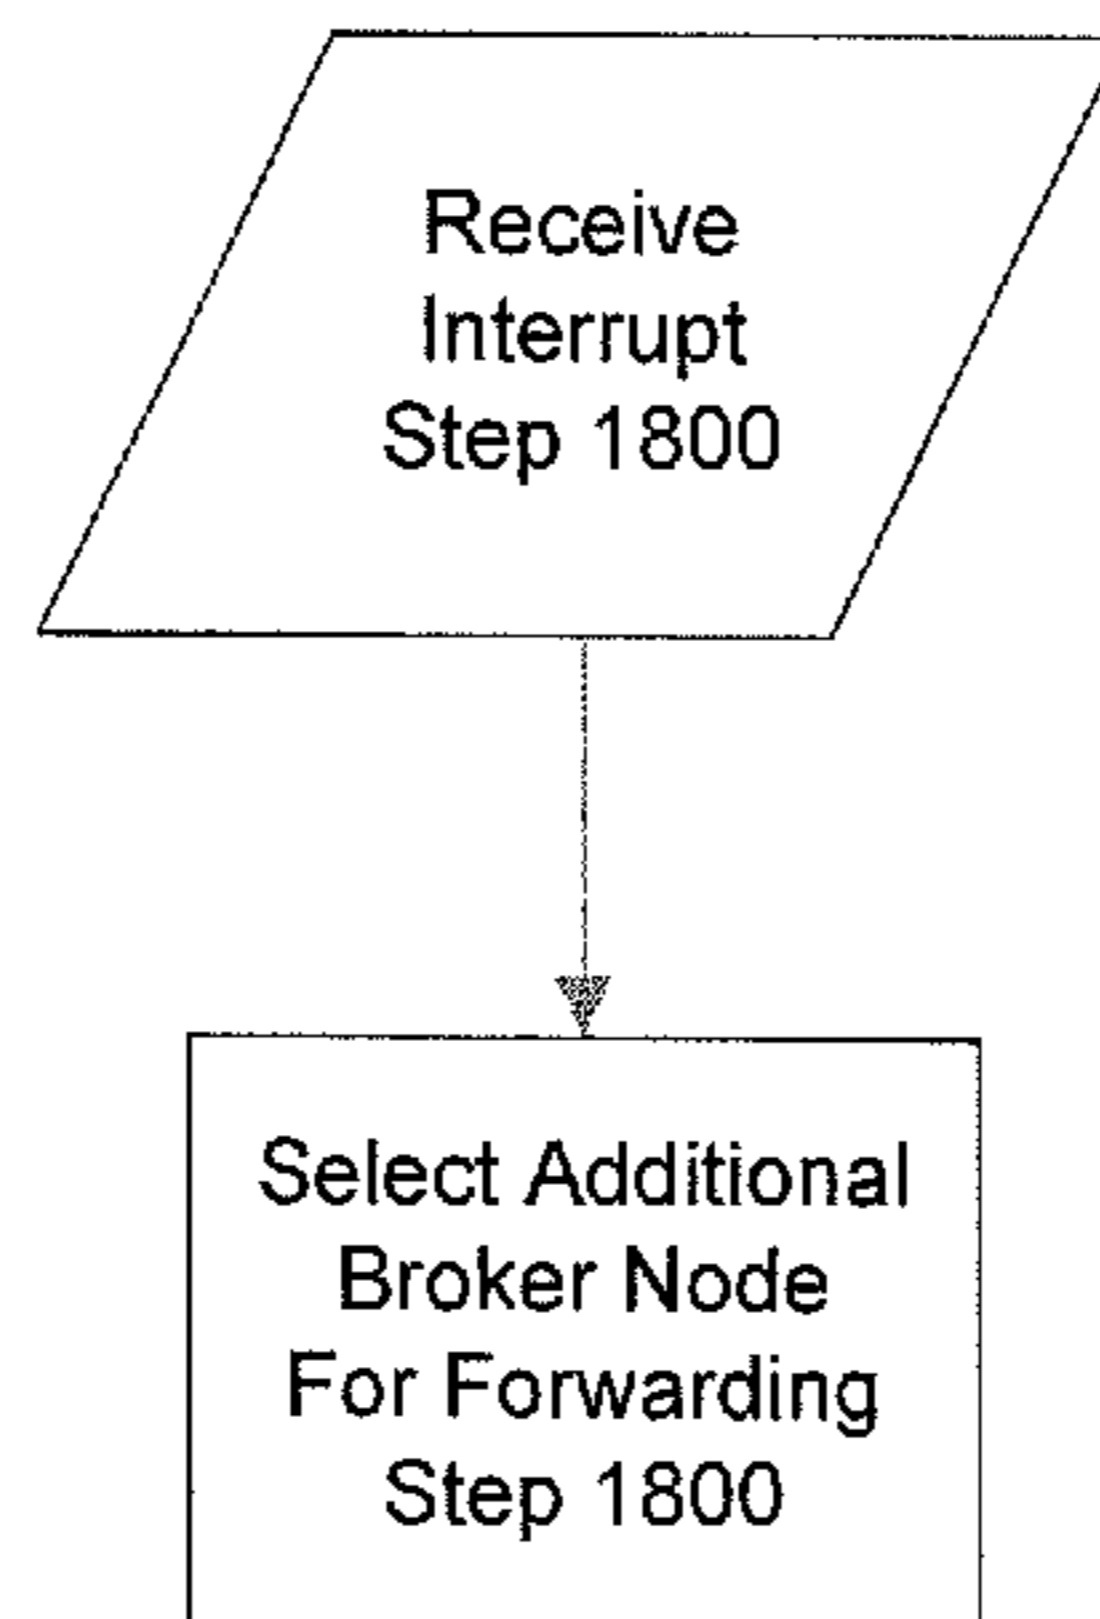 Receive
Interrupt
Step 1800
Select Additional
Broker Node
For Forwarding
Step 1800